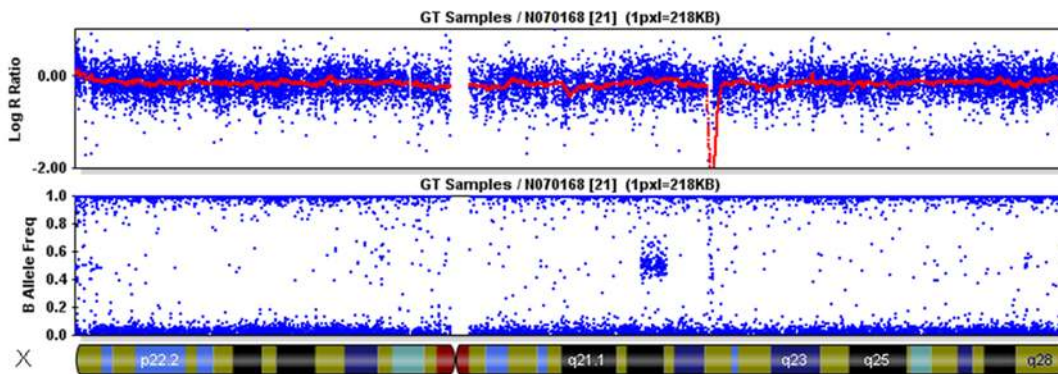 GT Samples / N070168 [21] (1pxl=218KB)
Log R Ratio
0.00
-2.00
GT Samples / N070168 [21] (1pxl=218KB)
B Allele Freq
1.0
0.8
0.6
0.4
0.2
0.0
X
p22.2
q21.1
q23
q25
q28